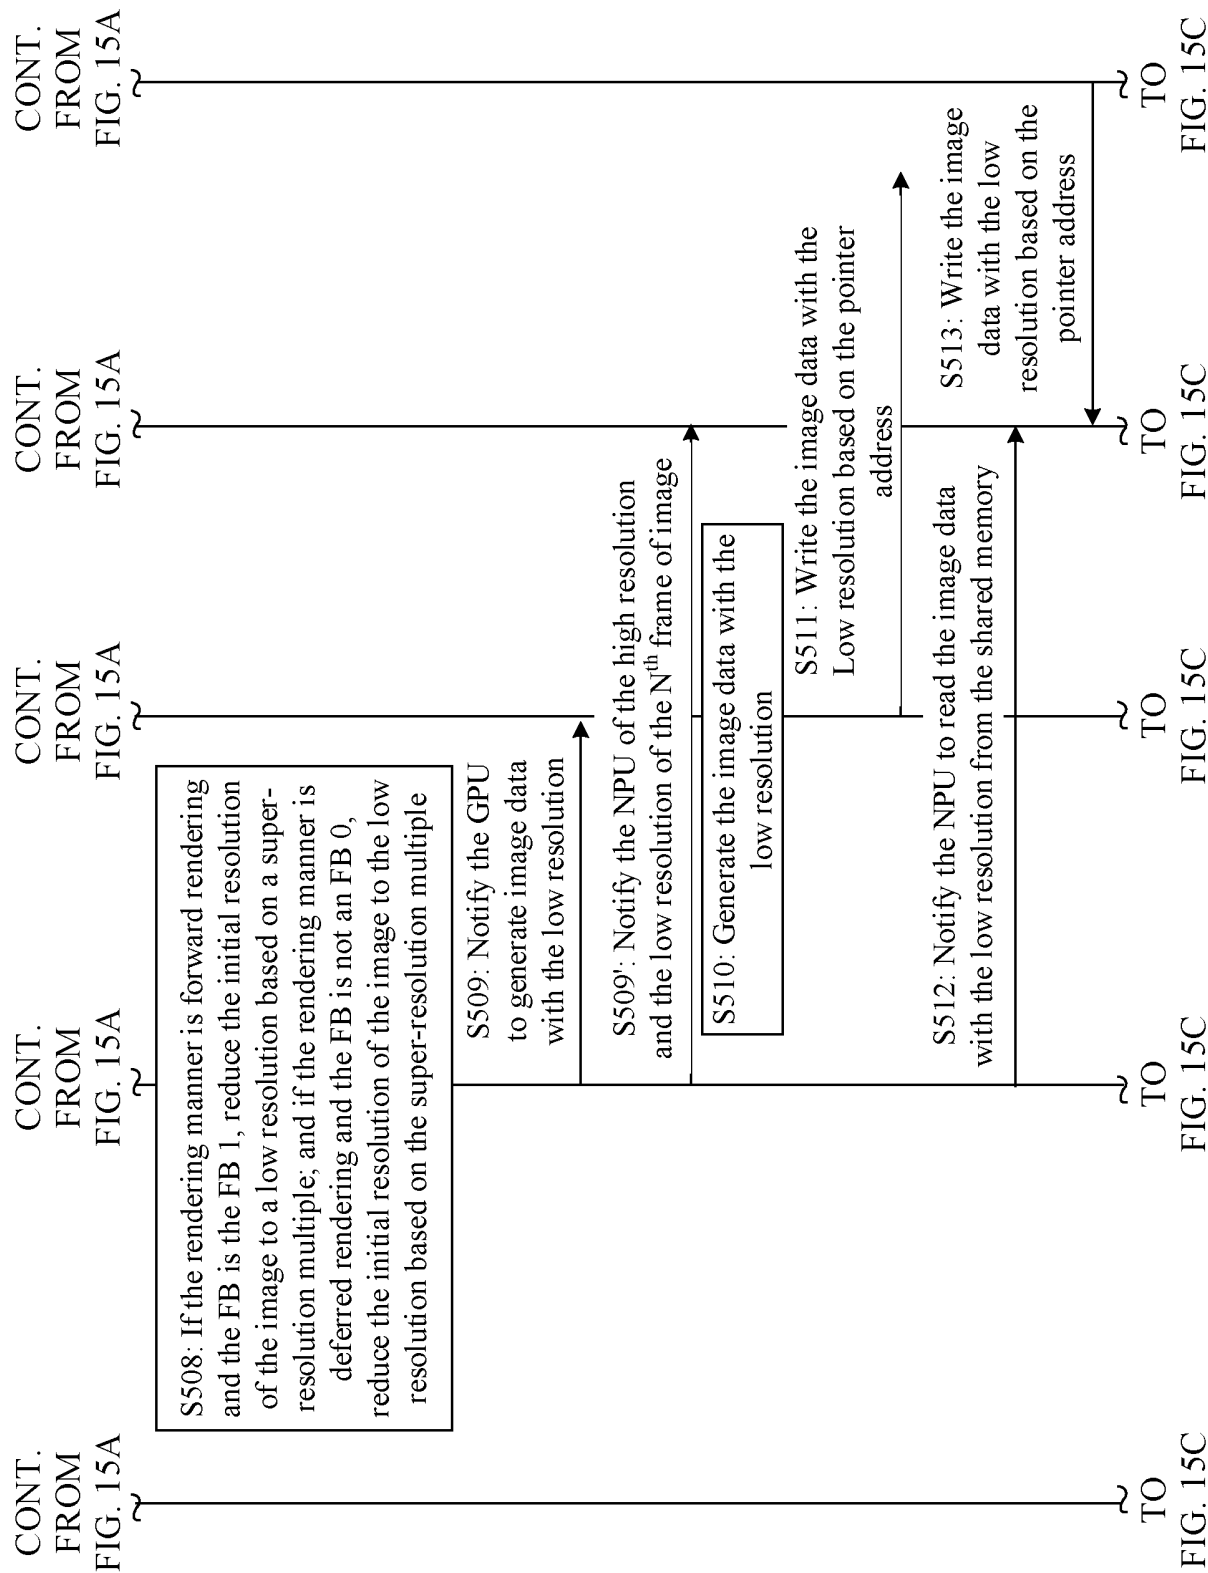 CONT.
FROM
FIG. 15A
CONT.
FROM
FIG. 15A
CONT.
FROM
FIG. 15A
CONT.
FROM
FIG. 15A
CONT.
FROM
FIG. 15A
S508: If the rendering manner is forward rendering
and the FB is the FB 1, reduce the initial resolution
of the image to a low resolution based on a super-
resolution multiple; and if the rendering manner is
deferred rendering and the FB is not an FB 0,
reduce the initial resolution of the image to the low
resolution based on the super-resolution multiple
S509: Notify the GPU
to generate image data
with the low resolution
S509': Notify the NPU of the high resolution
and the low resolution of the Nth frame of image
S510: Generate the image data with the
low resolution
S511: Write the image data with the
Low resolution based on the pointer
address
S512: Notify the NPU to read the image data
with the low resolution from the shared memory
S513: Write the image
data with the low
resolution based on the
pointer address
TO
FIG. 15C
TO
FIG. 15C
TO
FIG. 15C
TO
FIG. 15C
TO
FIG. 15C